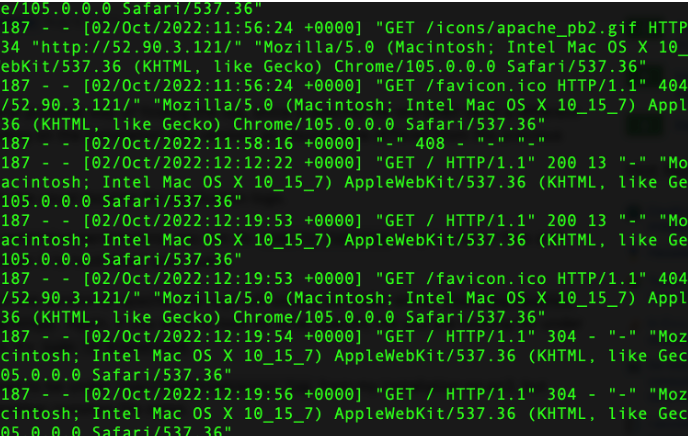 e/105.0.0.0 Safari/537.36"
187 - - [02/Oct/2022:11:56:24 +0000] "GET /icons/apache_pb2.gif HTTP
34 "http://52.90.3.121/" "Mozilla/5.0 (Macintosh; Intel Mac OS X 10_
ebKit/537.36 (KHTML, like Gecko) Chrome/105.0.0.0 Safari/537.36"
187 - - [02/Oct/2022:11:56:24 +0000] "GET /favicon.ico HTTP/1.1" 404
/52.90.3.121/" "Mozilla/5.0 (Macintosh; Intel Mac OS X 10_15_7) Appl
36 (KHTML, like Gecko) Chrome/105.0.0.0 Safari/537.36"
187 - - [02/Oct/2022:11:58:16 +0000] "-" 408 - "-" "-"
187 - - [02/Oct/2022:12:12:22 +0000] "GET / HTTP/1.1" 200 13 "-" "Mo
acintosh; Intel Mac OS X 10_15_7) AppleWebKit/537.36 (KHTML, like Ge
105.0.0.0 Safari/537.36"
187 - - [02/Oct/2022:12:19:53 +0000] "GET / HTTP/1.1" 200 13 "-" "Mo
acintosh; Intel Mac OS X 10_15_7) AppleWebKit/537.36 (KHTML, like Ge
105.0.0.0 Safari/537.36"
187 - - [02/Oct/2022:12:19:53 +0000] "GET /favicon.ico HTTP/1.1" 404
/52.90.3.121/" "Mozilla/5.0 (Macintosh; Intel Mac OS X 10_15_7) Appl
36 (KHTML, like Gecko) Chrome/105.0.0.0 Safari/537.36"
187 - - [02/Oct/2022:12:19:54 +0000] "GET / HTTP/1.1" 304 - "-" "Moz
cintosh; Intel Mac OS X 10_15_7) AppleWebKit/537.36 (KHTML, like Gec
05.0.0.0 Safari/537.36"
187 - - [02/Oct/2022:12:19:56 +0000] "GET / HTTP/1.1" 304 - "-" "Moz
cintosh; Intel Mac OS X 10_15_7) AppleWebKit/537.36 (KHTML, like Gec
05.0.0.0 Safari/537.36"